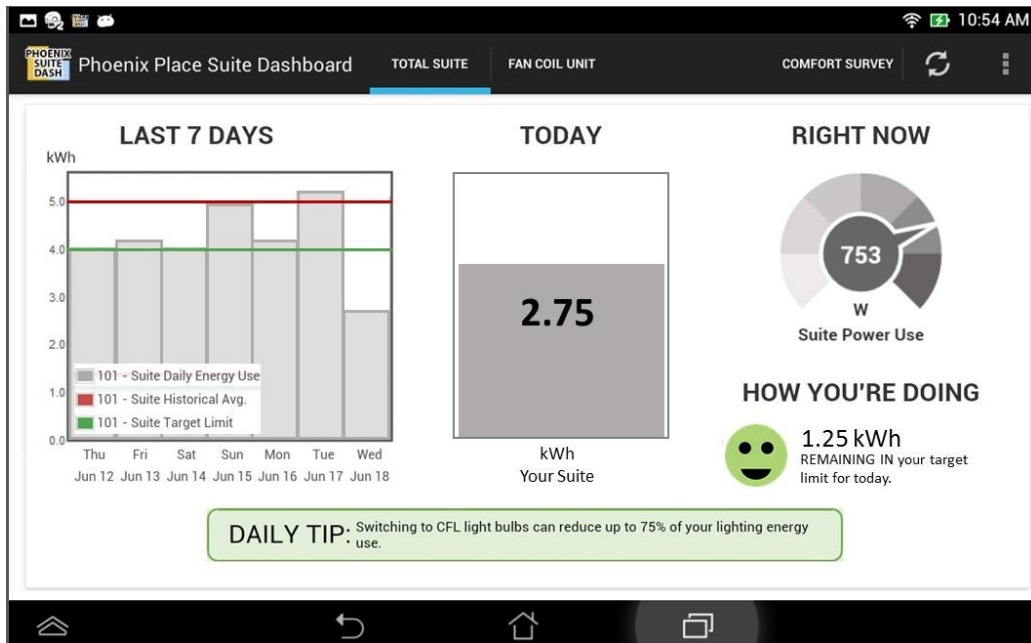 10:54 AM
PHOENIX
SUITE
DASH
Phoenix Place Suite Dashboard
TOTAL SUITE
FAN COIL UNIT
COMFORT SURVEY
LAST 7 DAYS
kWh
5.0
4.0
3.0
2.0
1.0
0.0
101 - Suite Daily Energy Use
101 - Suite Historical Avg.
101 - Suite Target Limit
Thu Fri Sat Sun Mon Tue Wed
Jun 12 Jun 13 Jun 14 Jun 15 Jun 16 Jun 17 Jun 18
TODAY
2.75
kWh
Your Suite
RIGHT NOW
753
W
Suite Power Use
HOW YOU'RE DOING
1.25 kWh
REMAINING IN your target
limit for today.
DAILY TIP: Switching to CFL light bulbs can reduce up to 75% of your lighting energy
use.